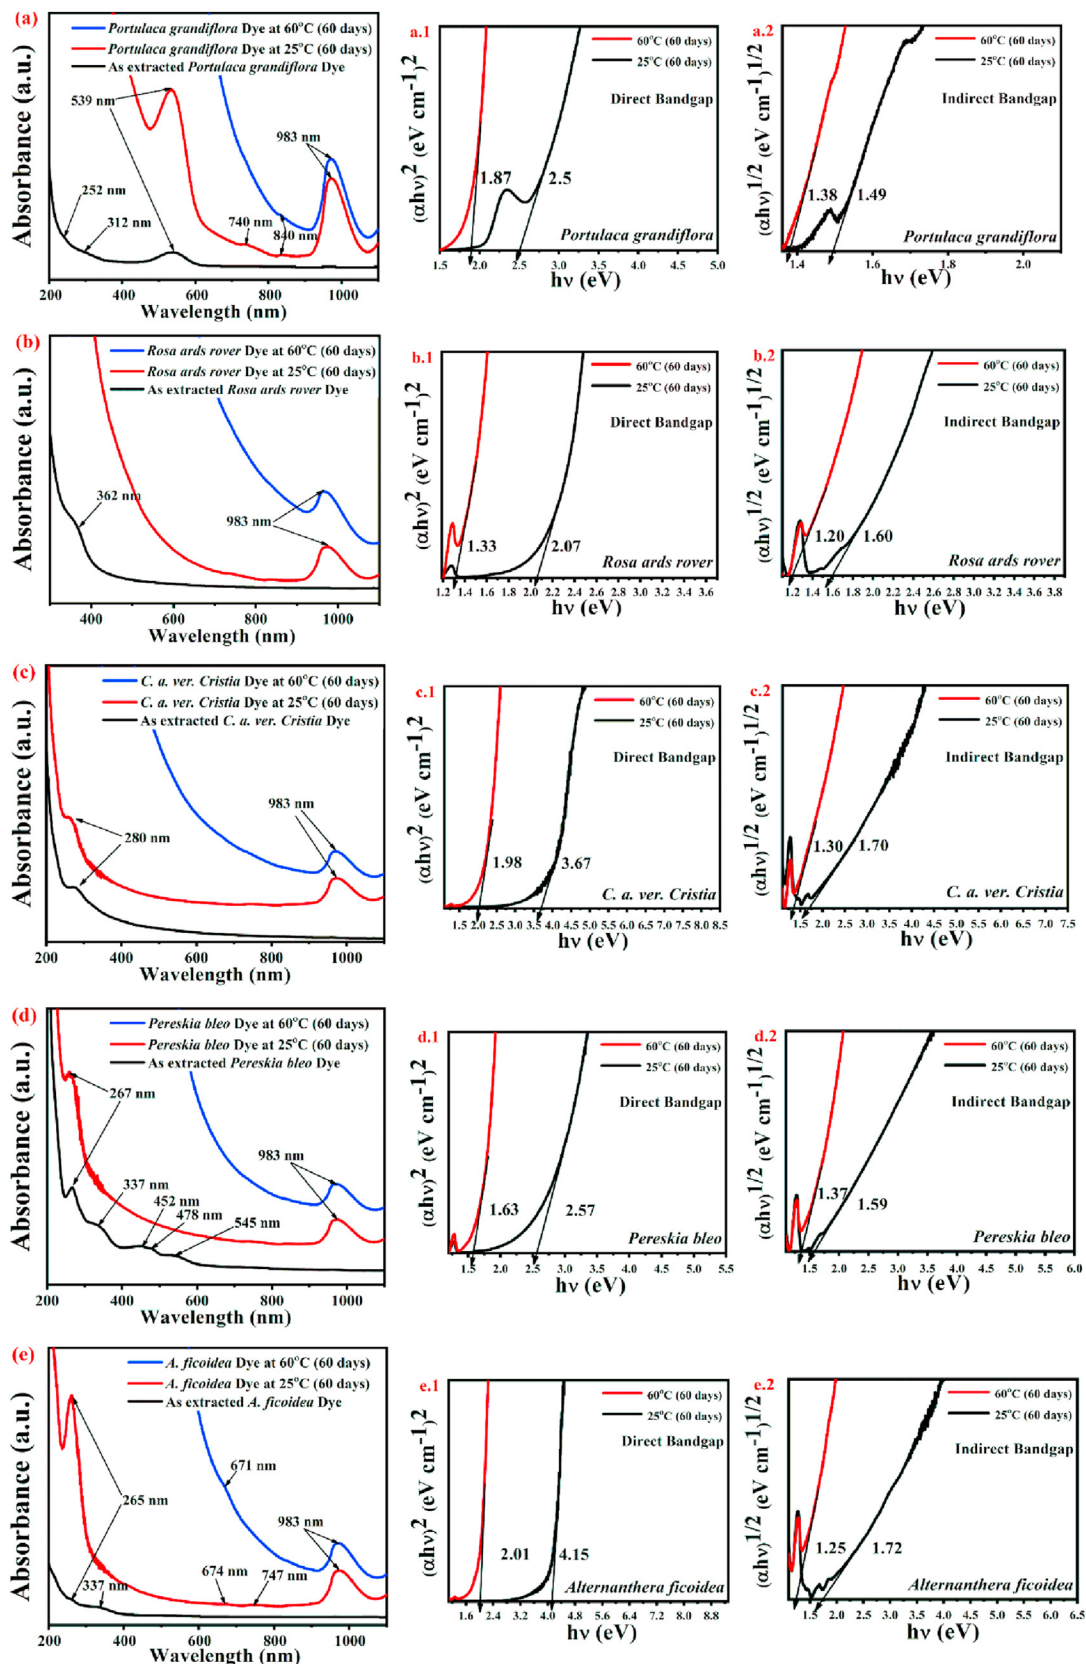 (a)
Portulaca grandiflora Dye at 60°C (60 days)
Portulaca grandiflora Dye at 25°C (60 days)
As extracted Portulaca grandiflora Dye
539 nm
983 nm
252 nm
312 nm
740 nm
840 nm
Absorbance (a.u.)
200 400 600 800 1000
Wavelength (nm)
a.1
60°C (60 days)
25°C (60 days)
Direct Bandgap
(αhν)² (eV cm⁻¹)²
1.87
2.5
Portulaca grandiflora
1.5 2.0 2.5 3.0 3.5 4.0 4.5 5.0
hν (eV)
a.2
60°C (60 days)
25°C (60 days)
Indirect Bandgap
(αhν)^1/2 (eV cm⁻¹)^1/2
1.38
1.49
Portulaca grandiflora
1.4 1.6 1.8 2.0
hν (eV)
(b)
Rosa ards rover Dye at 60°C (60 days)
Rosa ards rover Dye at 25°C (60 days)
As extracted Rosa ards rover Dye
362 nm
983 nm
Absorbance (a.u.)
400 600 800 1000
Wavelength (nm)
b.1
60°C (60 days)
25°C (60 days)
Direct Bandgap
(αhν)² (eV cm⁻¹)²
1.33
2.07
Rosa ards rover
1.2 1.4 1.6 1.8 2.0 2.2 2.4 2.6 2.8 3.0 3.2 3.4 3.6
hν (eV)
b.2
60°C (60 days)
25°C (60 days)
Indirect Bandgap
(αhν)^1/2 (eV cm⁻¹)^1/2
1.20
1.60
Rosa ards rover
1.2 1.4 1.6 1.8 2.0 2.2 2.4 2.6 2.8 3.0 3.2 3.4 3.6 3.8
hν (eV)
(c)
C. a. ver. Cristia Dye at 60°C (60 days)
C. a. ver. Cristia Dye at 25°C (60 days)
As extracted C. a. ver. Cristia Dye
983 nm
280 nm
Absorbance (a.u.)
200 400 600 800 1000
Wavelength (nm)
c.1
60°C (60 days)
25°C (60 days)
Direct Bandgap
(αhν)² (eV cm⁻¹)²
1.98
3.67
C. a. ver. Cristia
1.5 2.0 2.5 3.0 3.5 4.0 4.5 5.0 5.5 6.0 6.5 7.0 7.5 8.0 8.5
hν (eV)
c.2
60°C (60 days)
25°C (60 days)
Indirect Bandgap
(αhν)^1/2 (eV cm⁻¹)^1/2
1.30
1.70
C. a. ver. Cristia
1.5 2.0 2.5 3.0 3.5 4.0 4.5 5.0 5.5 6.0 6.5 7.0 7.5
hν (eV)
(d)
Pereskia bleo Dye at 60°C (60 days)
Pereskia bleo Dye at 25°C (60 days)
As extracted Pereskia bleo Dye
267 nm
337 nm
452 nm
478 nm
545 nm
983 nm
Absorbance (a.u.)
200 400 600 800 1000
Wavelength (nm)
d.1
60°C (60 days)
25°C (60 days)
Direct Bandgap
(αhν)² (eV cm⁻¹)²
1.63
2.57
Pereskia bleo
1.5 2.0 2.5 3.0 3.5 4.0 4.5 5.0 5.5
hν (eV)
d.2
60°C (60 days)
25°C (60 days)
Indirect Bandgap
(αhν)^1/2 (eV cm⁻¹)^1/2
1.37
1.59
Pereskia bleo
1.5 2.0 2.5 3.0 3.5 4.0 4.5 5.0 5.5 6.0
hν (eV)
(e)
A. ficoidea Dye at 60°C (60 days)
A. ficoidea Dye at 25°C (60 days)
As extracted A. ficoidea Dye
671 nm
265 nm
983 nm
337 nm
674 nm
747 nm
Absorbance (a.u.)
200 400 600 800 1000
Wavelength (nm)
e.1
60°C (60 days)
25°C (60 days)
Direct Bandgap
(αhν)² (eV cm⁻¹)²
2.01
4.15
Alternanthera ficoidea
1.6 2.4 3.2 4.0 4.8 5.6 6.4 7.2 8.0 8.8
hν (eV)
e.2
60°C (60 days)
25°C (60 days)
Indirect Bandgap
(αhν)^1/2 (eV cm⁻¹)^1/2
1.25
1.72
Alternanthera ficoidea
1.5 2.0 2.5 3.0 3.5 4.0 4.5 5.0 5.5 6.0 6.5
hν (eV)